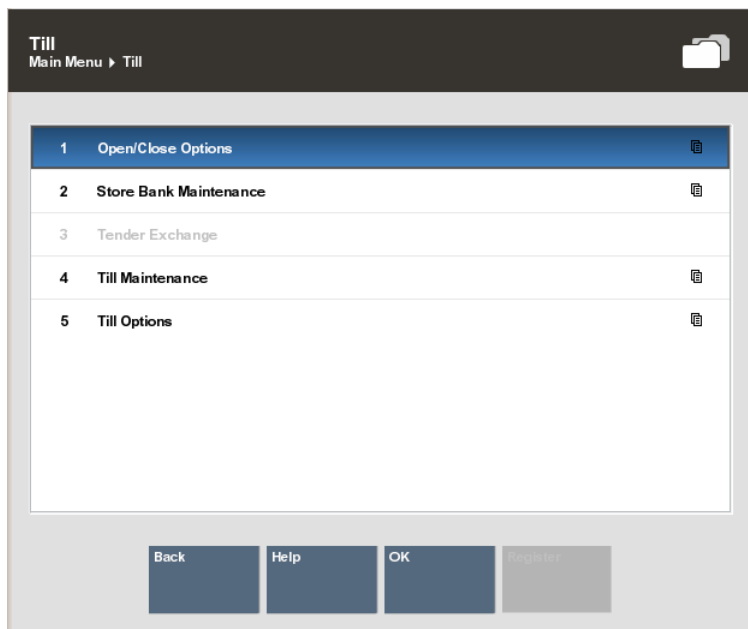 Till
Main Menu ▸ Till
1 Open/Close Options
2 Store Bank Maintenance
3 Tender Exchange
4 Till Maintenance
5 Till Options
Back Help OK Register